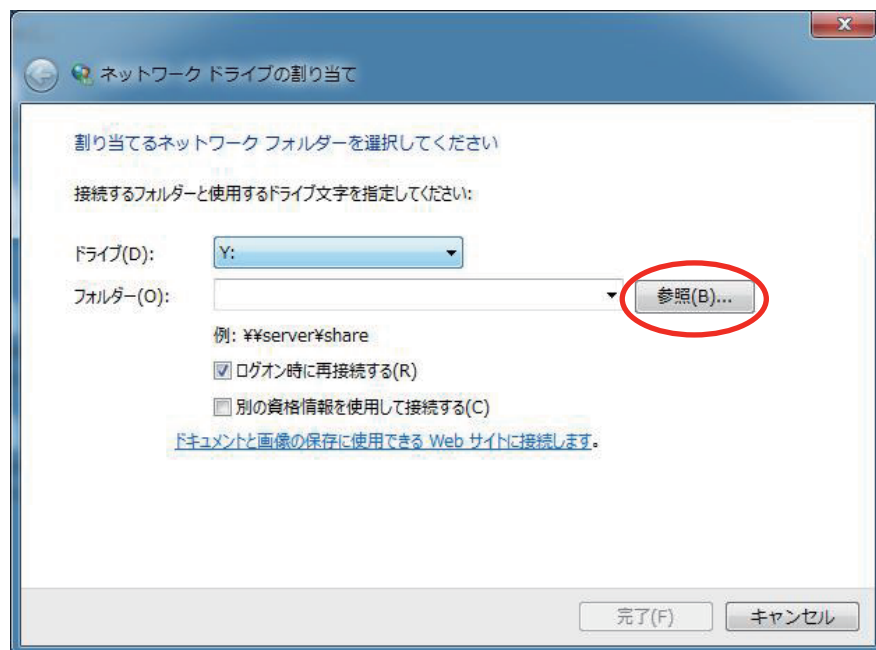 ネットワーク ドライブの割り当て
割り当てるネットワーク フォルダーを選択してください
接続するフォルダーと使用するドライブ文字を指定してください:
ドライブ(D): Y:
フォルダー(O): 参照(B)...
例: ¥¥server¥share
ログオン時に再接続する(R)
別の資格情報を使用して接続する(C)
ドキュメントと画像の保存に使用できる Web サイトに接続します。
完了(F) キャンセル